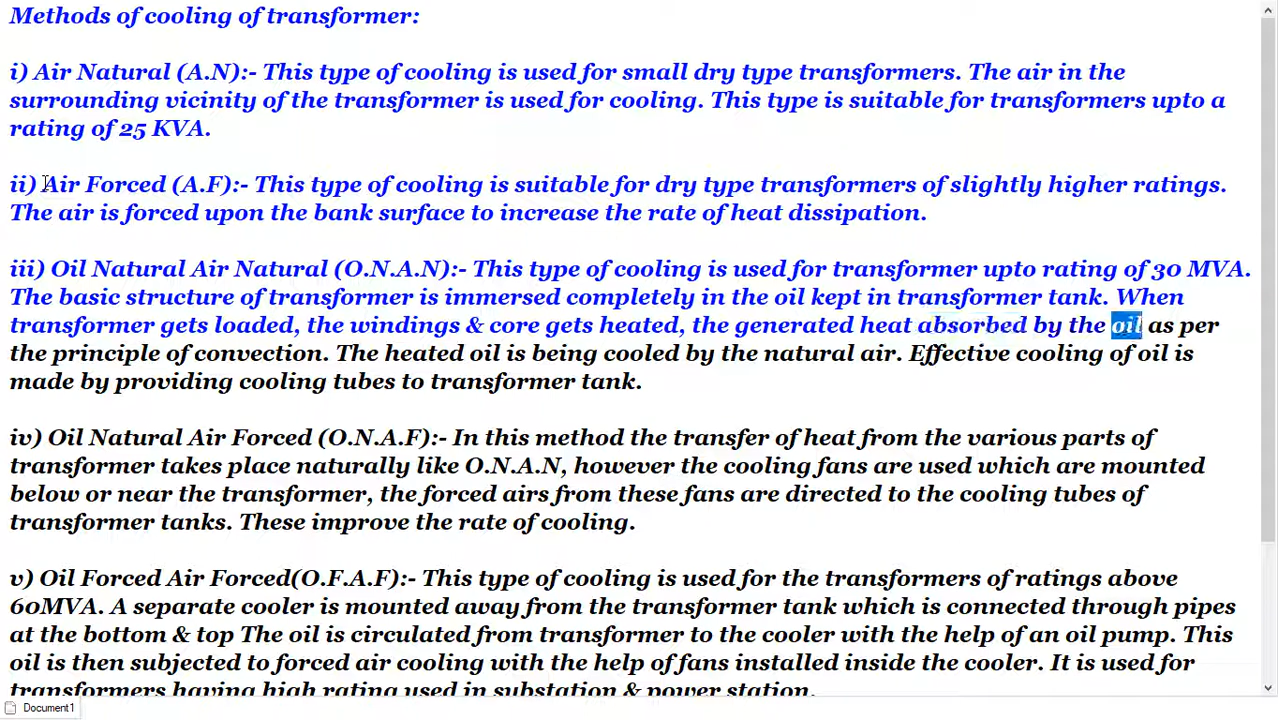 Methods of cooling of transformer:
i) Air Natural (A.N):- This type of cooling is used for small dry type transformers. The air in the
surrounding vicinity of the transformer is used for cooling. This type is suitable for transformers upto a
rating of 25 KVA.
ii) Air Forced (A.F):- This type of cooling is suitable for dry type transformers of slightly higher ratings.
The air is forced upon the bank surface to increase the rate of heat dissipation.
iii) Oil Natural Air Natural (O.N.A.N):- This type of cooling is used for transformer upto rating of 30 MVA.
The basic structure of transformer is immersed completely in the oil kept in transformer tank. When
transformer gets loaded, the windings & core gets heated, the generated heat absorbed by the oil as per
the principle of convection. The heated oil is being cooled by the natural air. Effective cooling of oil is
made by providing cooling tubes to transformer tank.
iv) Oil Natural Air Forced (O.N.A.F):- In this method the transfer of heat from the various parts of
transformer takes place naturally like O.N.A.N, however the cooling fans are used which are mounted
below or near the transformer, the forced airs from these fans are directed to the cooling tubes of
transformer tanks. These improve the rate of cooling.
v) Oil Forced Air Forced(O.F.A.F):- This type of cooling is used for the transformers of ratings above
60MVA. A separate cooler is mounted away from the transformer tank which is connected through pipes
at the bottom & top The oil is circulated from transformer to the cooler with the help of an oil pump. This
oil is then subjected to forced air cooling with the help of fans installed inside the cooler. It is used for
transformers having high rating used in substation & power station.
Document1